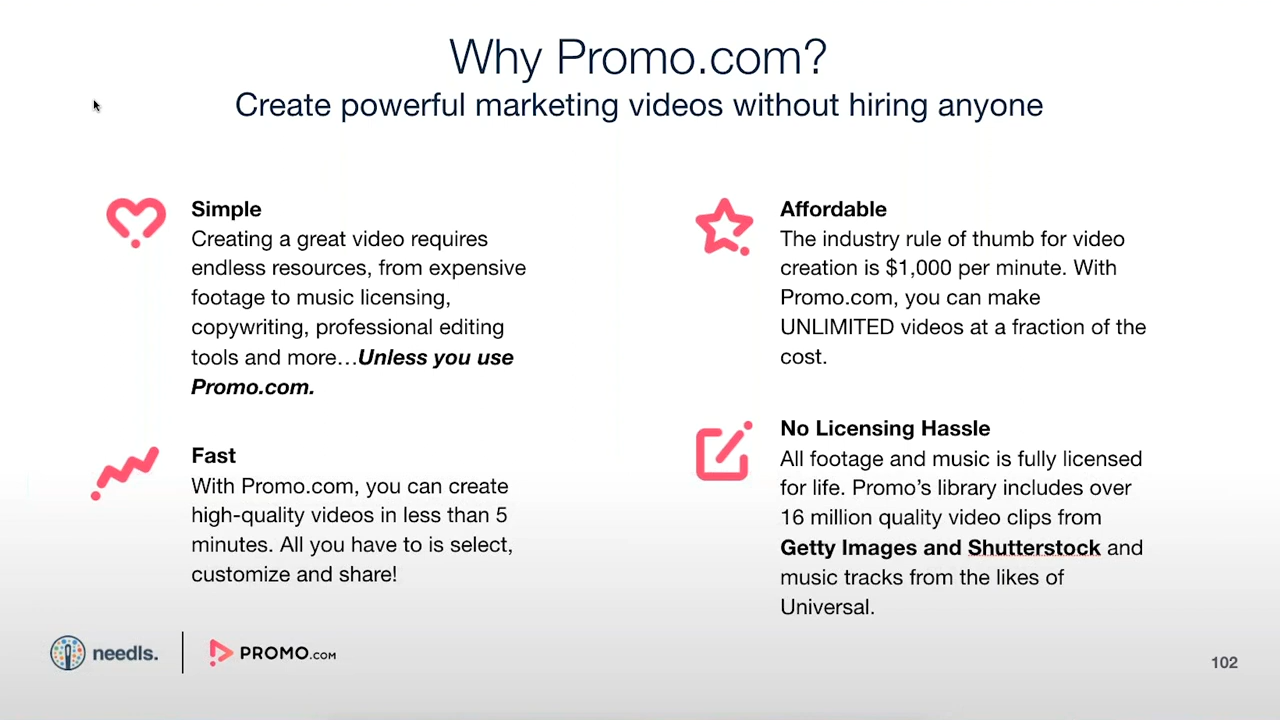 Why Promo.com?
Create powerful marketing videos without hiring anyone
Simple
Creating a great video requires
endless resources, from expensive
footage to music licensing,
copywriting, professional editing
tools and more…Unless you use
Promo.com.
Fast
With Promo.com, you can create
high-quality videos in less than 5
minutes. All you have to is select,
customize and share!
Affordable
The industry rule of thumb for video
creation is $1,000 per minute. With
Promo.com, you can make
UNLIMITED videos at a fraction of the
cost.
No Licensing Hassle
All footage and music is fully licensed
for life. Promo’s library includes over
16 million quality video clips from
Getty Images and Shutterstock and
music tracks from the likes of
Universal.
needls.
PROMO.COM
102